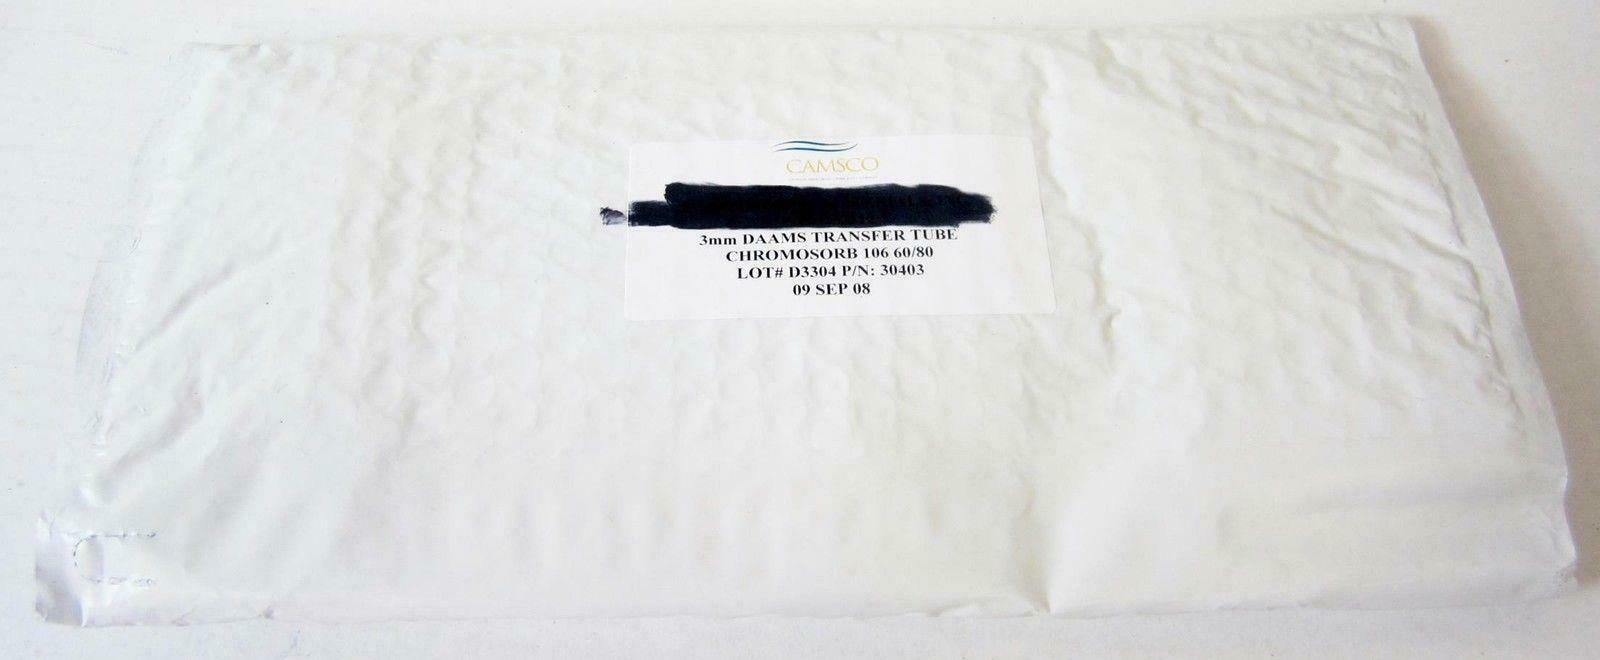 CAMSCO
3mm DAAMS TRANSFER TUBE
CHROMOSORB 106 60/80
LOT# D3304 P/N: 30403
09 SEP 08